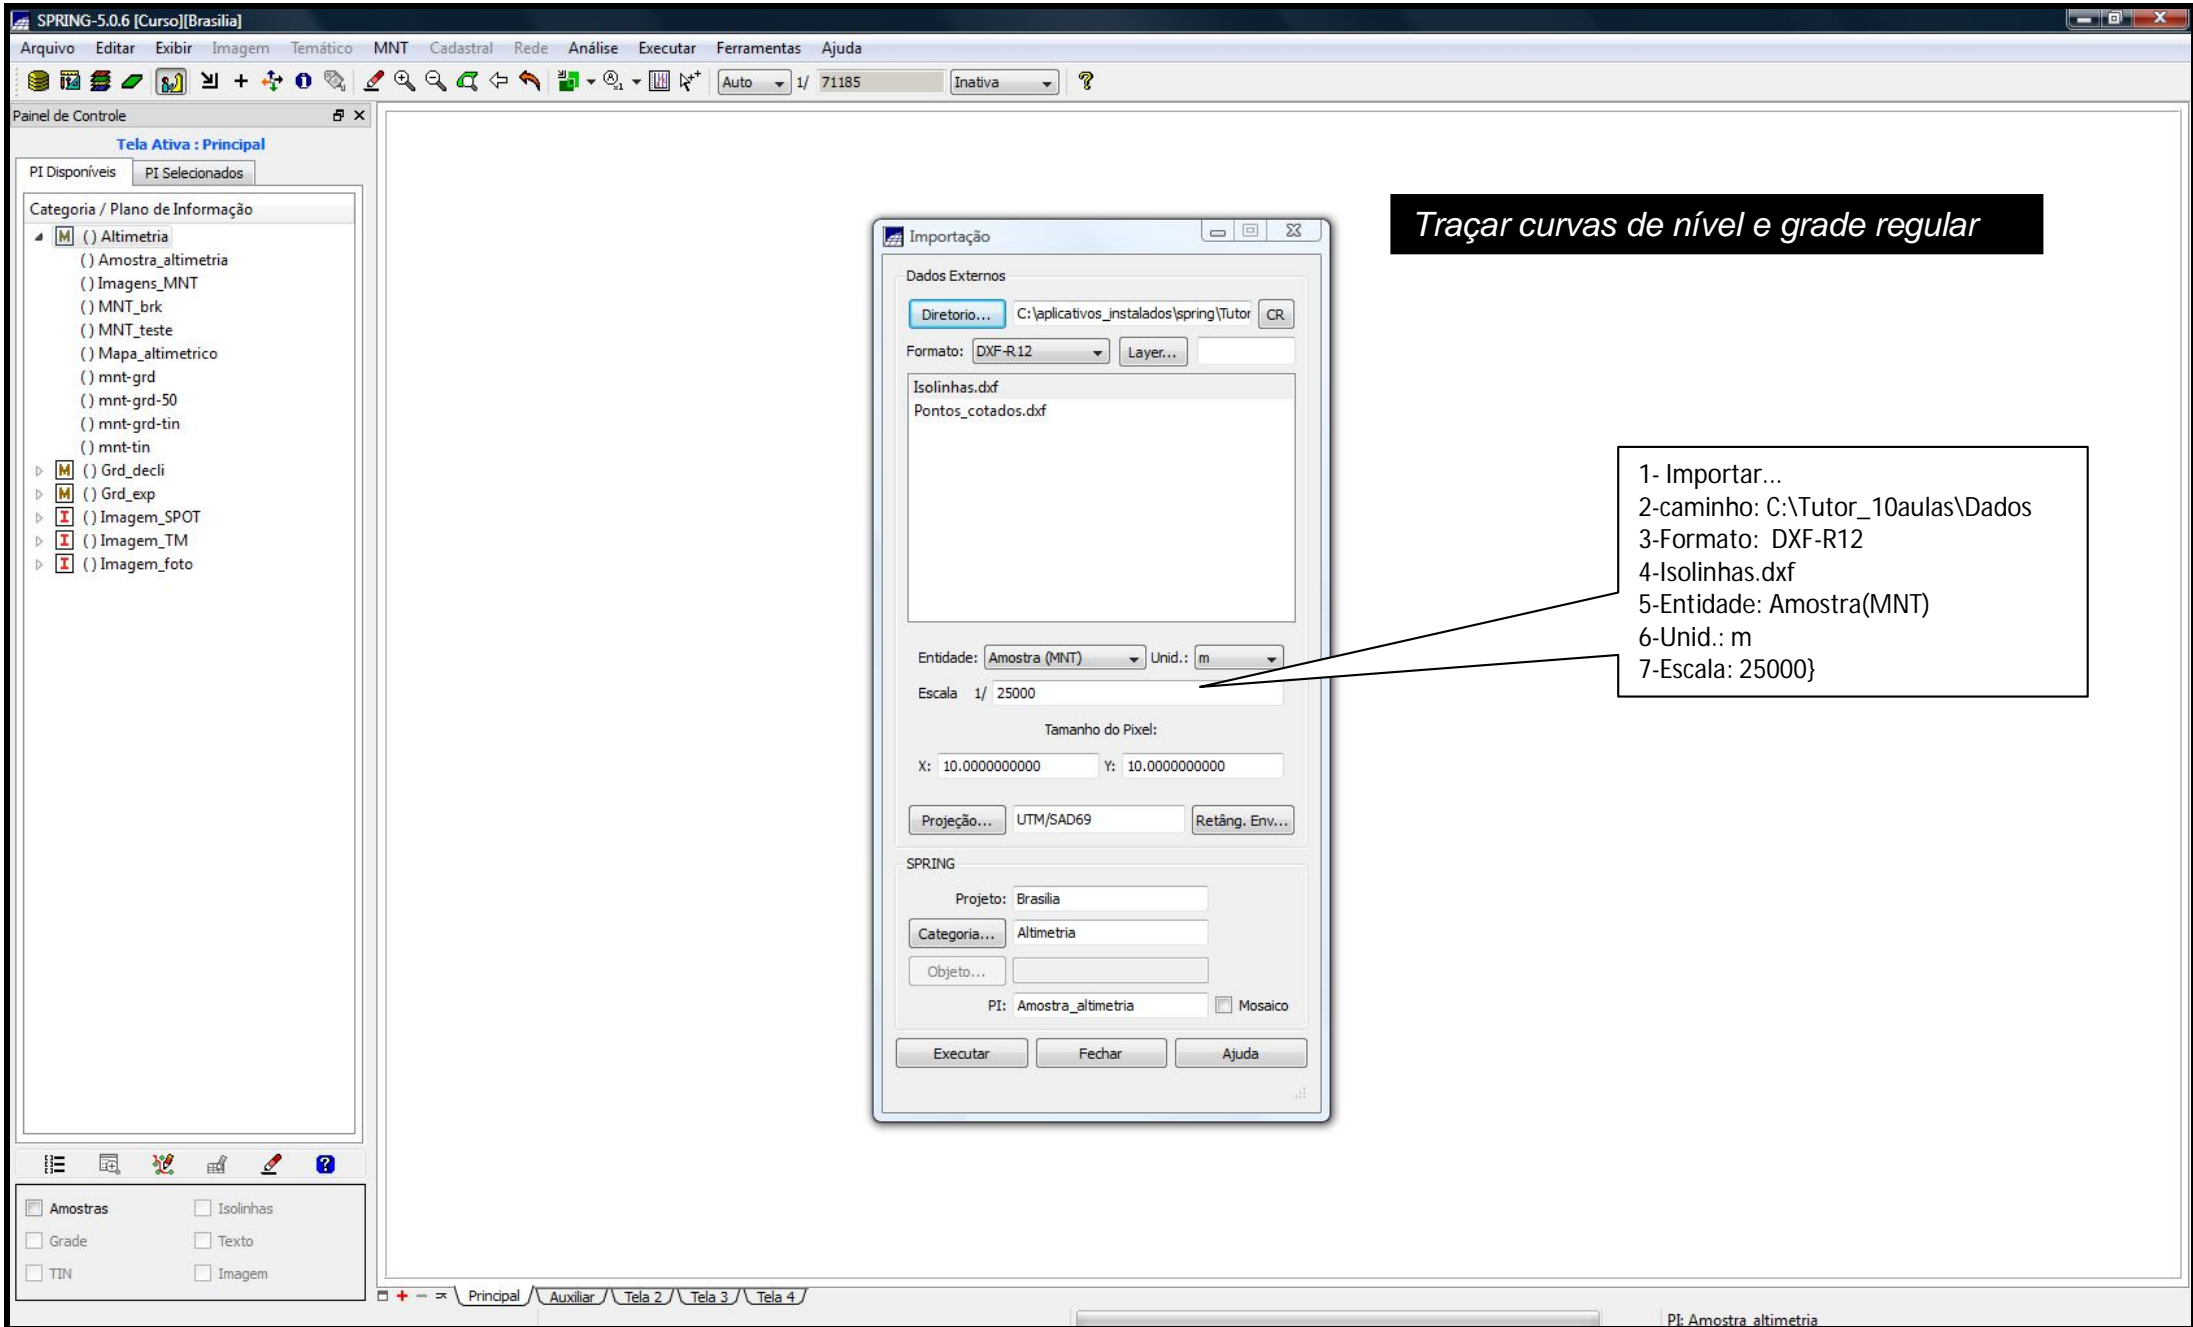 SPRING-5.0.6 [Curso][Brasilia]
Arquivo Editar Exibir Imagem Temático MNT Cadastral Rede Análise Executar Ferramentas Ajuda
Auto 1/ 71185 Inativa
Painel de Controle
Tela Ativa : Principal
PI Disponíveis PI Selecionados
Categoria / Plano de Informação
M () Altimetria
() Amostra_altimetria
() Imagens_MNT
() MNT_brk
() MNT_teste
() Mapa_altimetrico
() mnt-grd
() mnt-grd-50
() mnt-grd-tin
() mnt-tin
M () Grd_decli
M () Grd_exp
I () Imagem_SPOT
I () Imagem_TM
I () Imagem_foto
Amostras Isolinhas
Grade Texto
TIN Imagem
Importação
Dados Externos
Diretorio... C:\aplicativos_instalados\spring\Tutor CR
Formato: DXF-R12 Layer...
Isolinhas.dxf
Pontos_cotados.dxf
Entidade: Amostra (MNT) Unid.: m
Escala 1/ 25000
Tamanho do Pixel:
X: 10.0000000000 Y: 10.0000000000
Projeção... UTM/SAD69 Retâng. Env...
SPRING
Projeto: Brasilia
Categoria... Altimetria
Objeto...
PI: Amostra_altimetria Mosaico
Executar Fechar Ajuda
Traçar curvas de nível e grade regular
1- Importar...
2-caminho: C:\Tutor_10aulas\Dados
3-Formato: DXF-R12
4-Isolinhas.dxf
5-Entidade: Amostra(MNT)
6-Unid.: m
7-Escala: 25000}
Principal Auxiliar Tela 2 Tela 3 Tela 4
PI: Amostra_altimetria